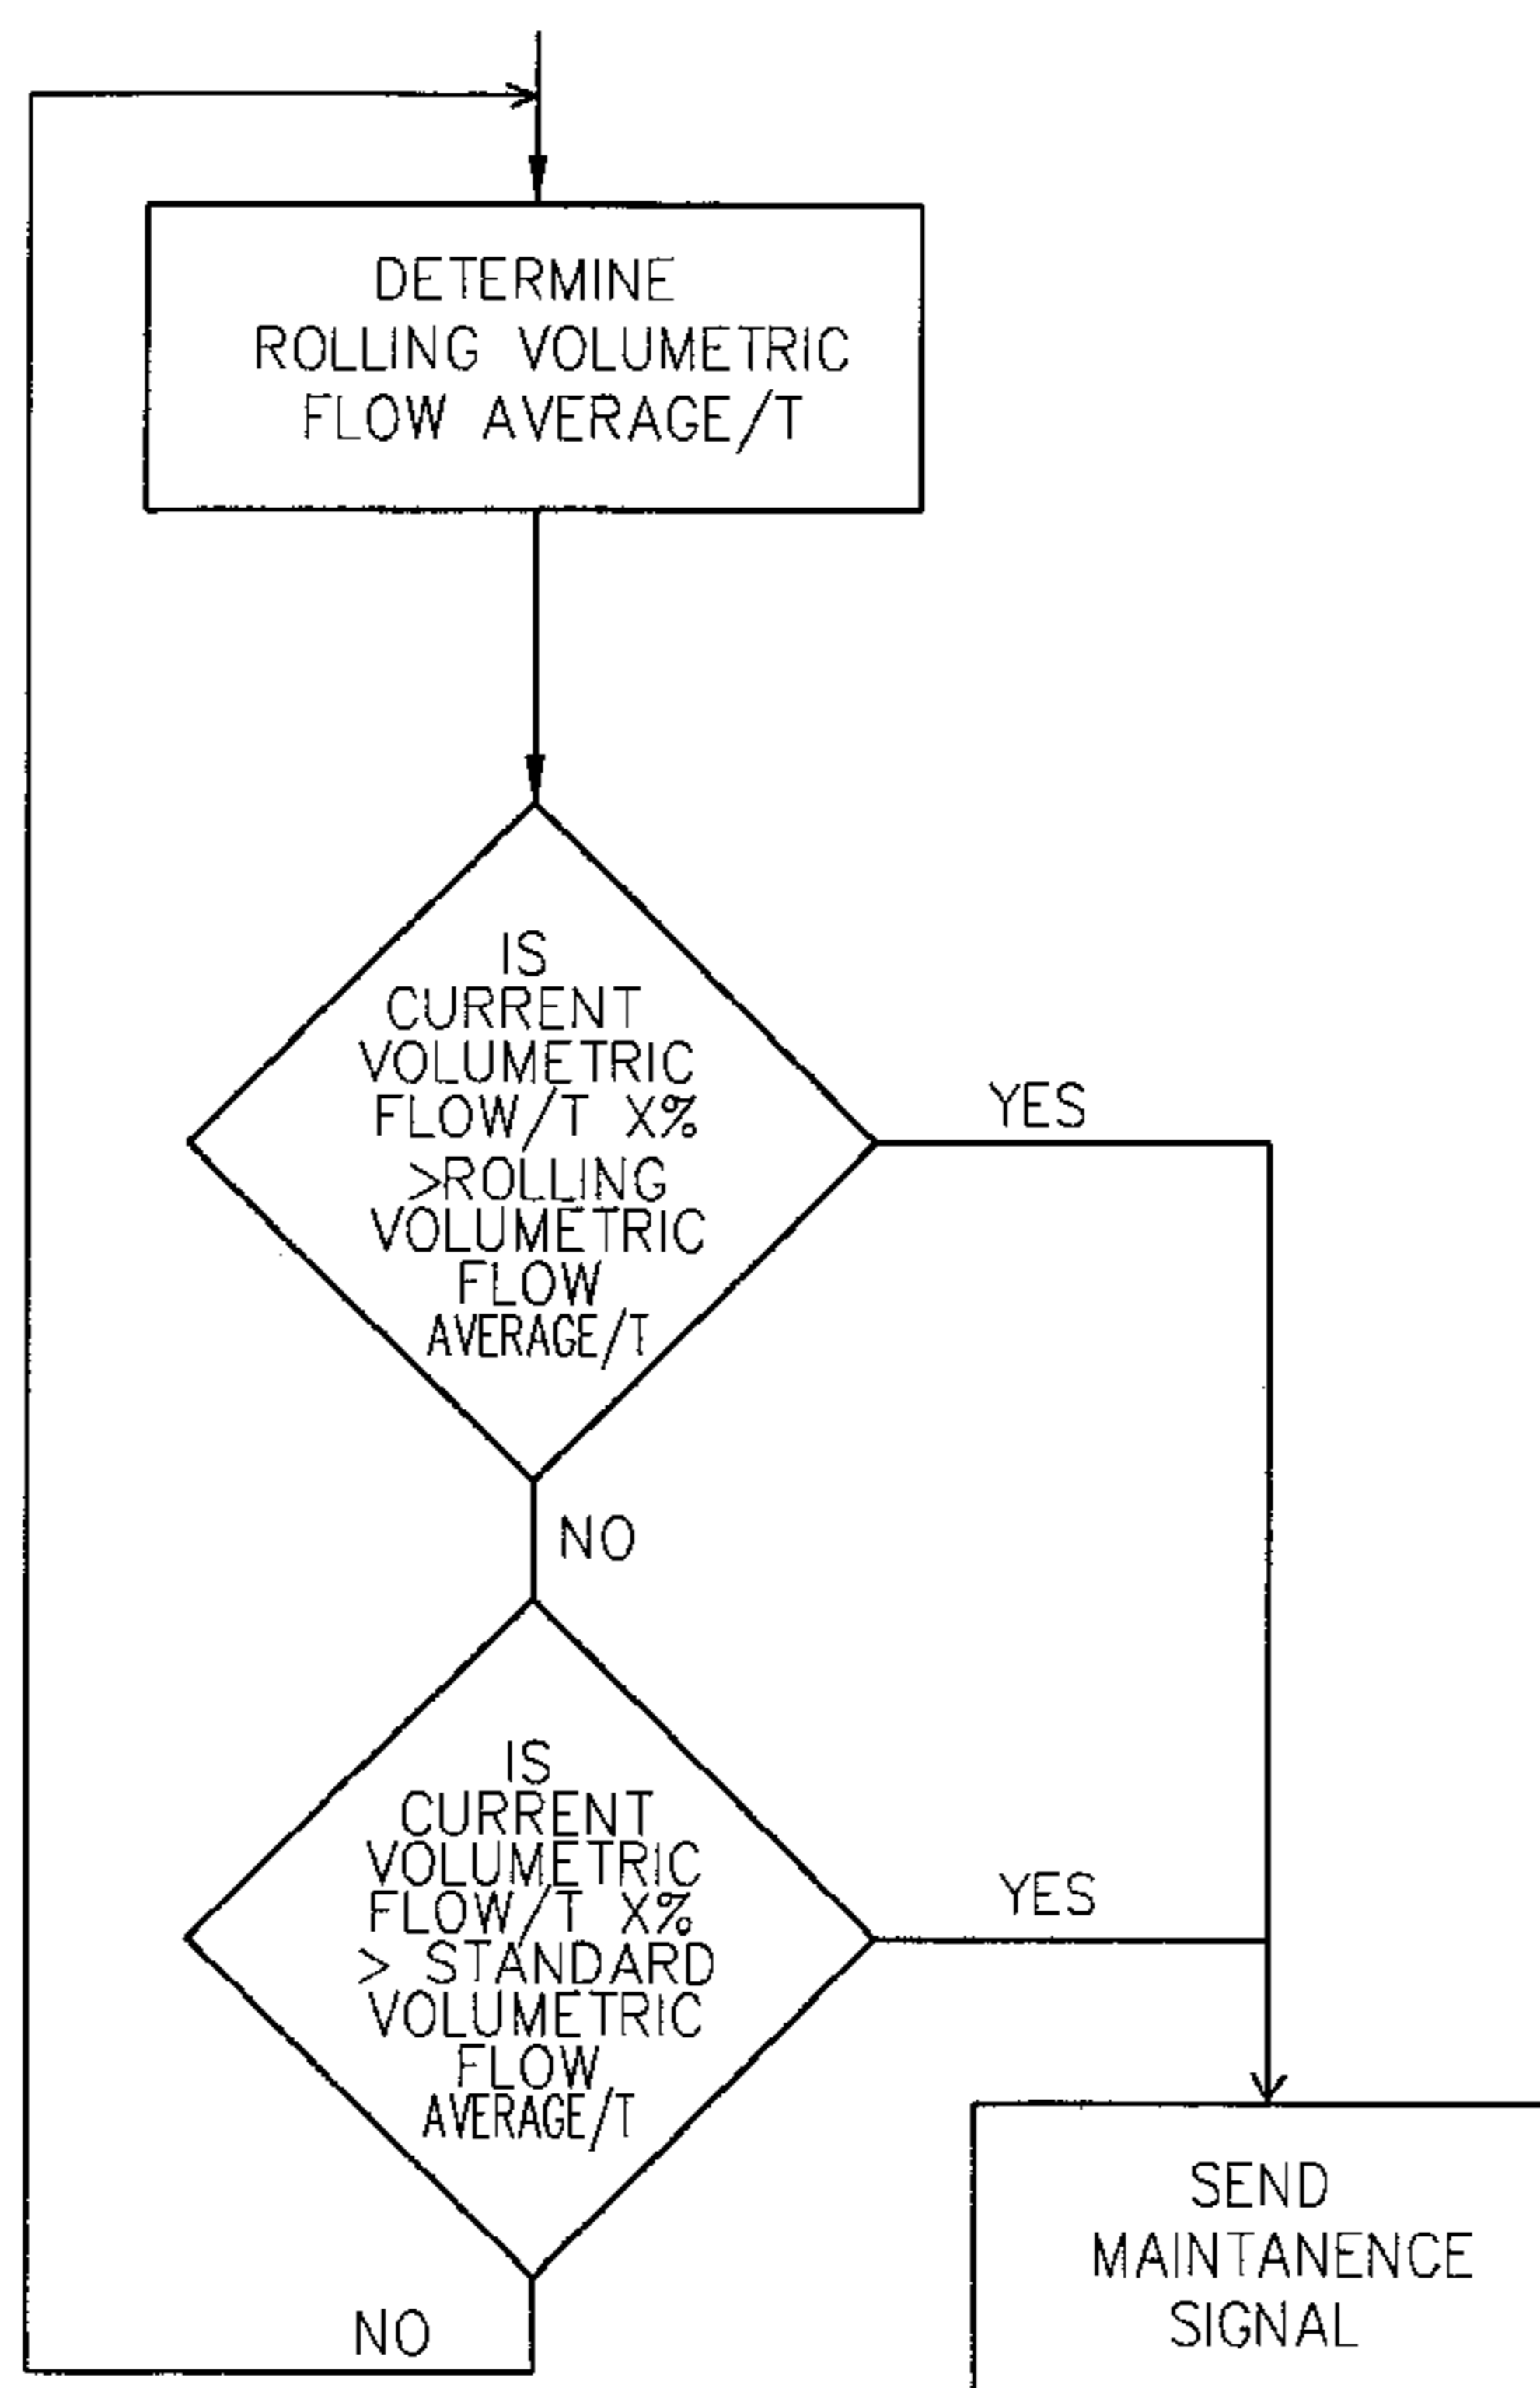 DETERMINE
ROLLING VOLUMETRIC
FLOW AVERAGE/T
IS
CURRENT
VOLUMETRIC
FLOW/T X%
>ROLLING
VOLUMETRIC
FLOW
AVERAGE/T
YES
NO
IS
CURRENT
VOLUMETRIC
FLOW/T X%
> STANDARD
VOLUMETRIC
FLOW
AVERAGE/T
YES
NO
SEND
MAINTANENCE
SIGNAL